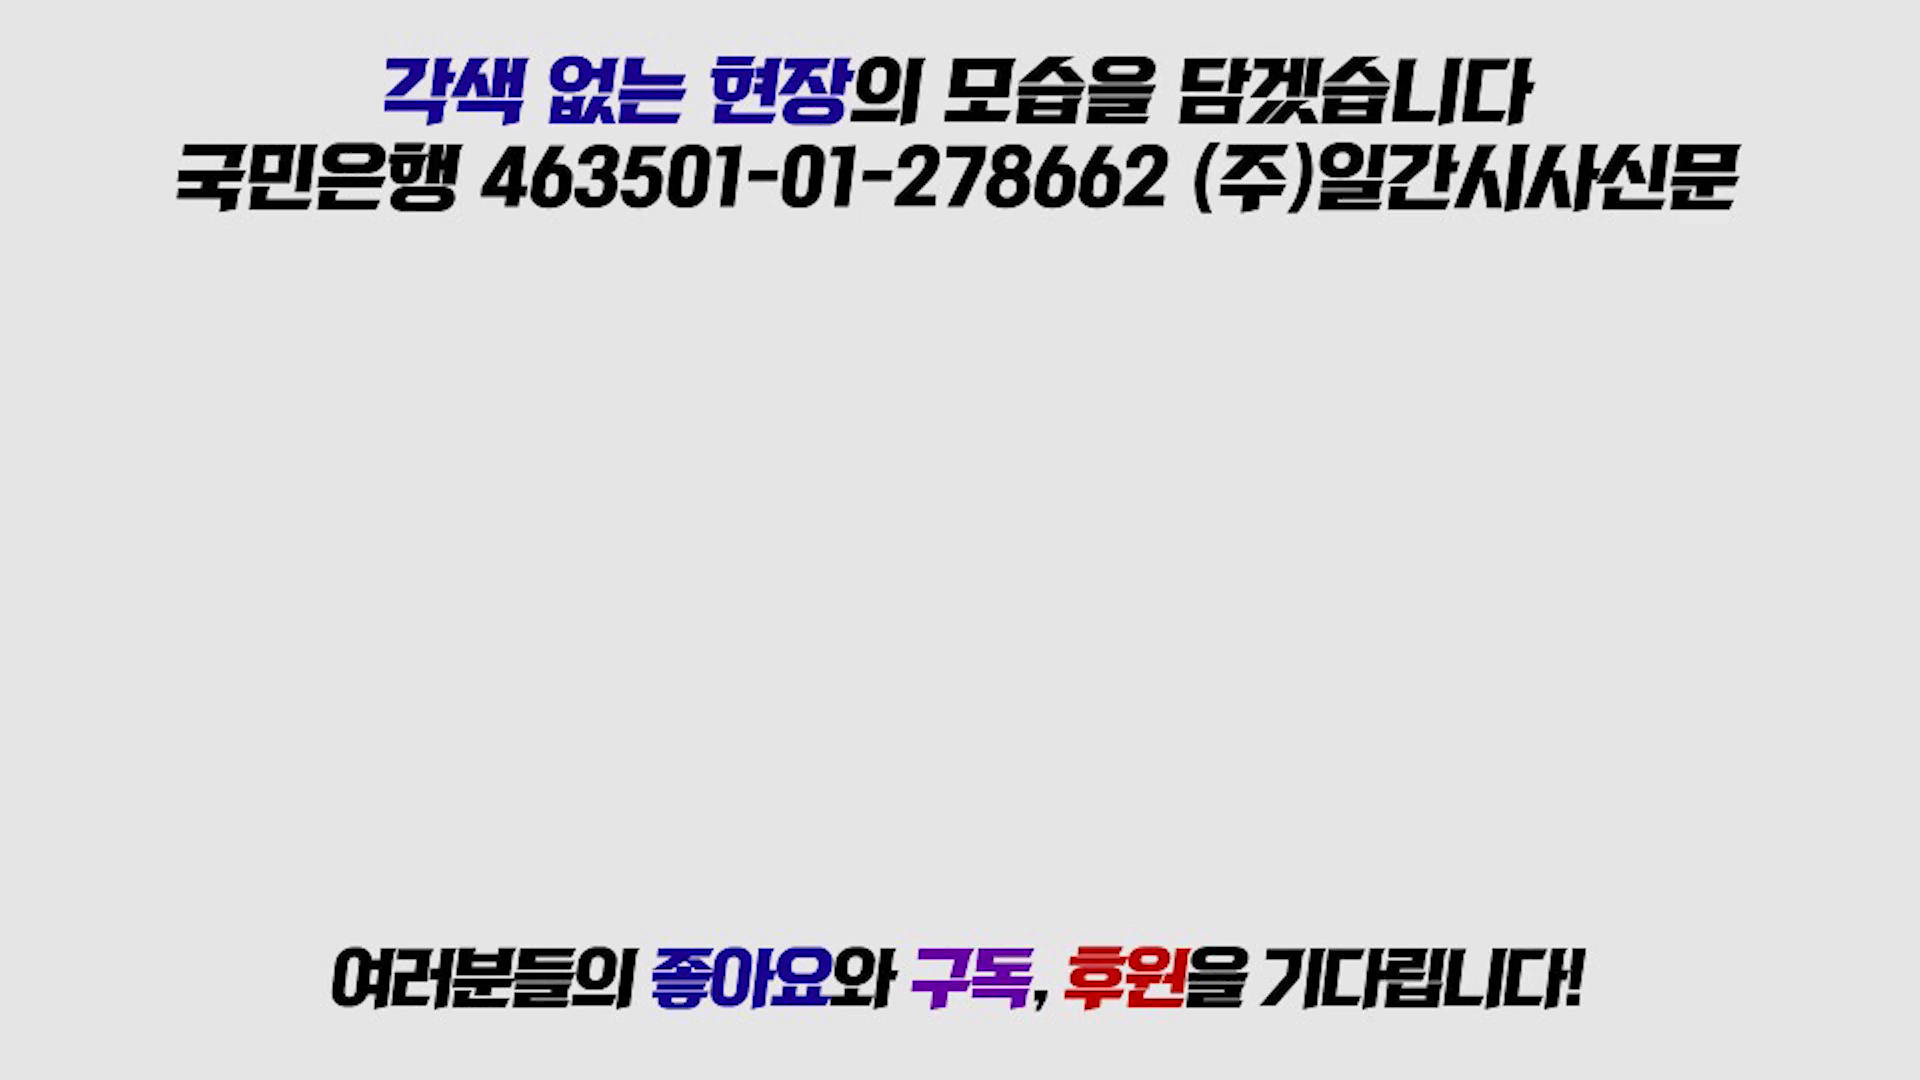 각색 없는 현장의 모습을 담겠습니다
국민은행 463501-01-278662 (주)일간시사신문
여러분들의 좋아요와 구독, 후원을 기다립니다!